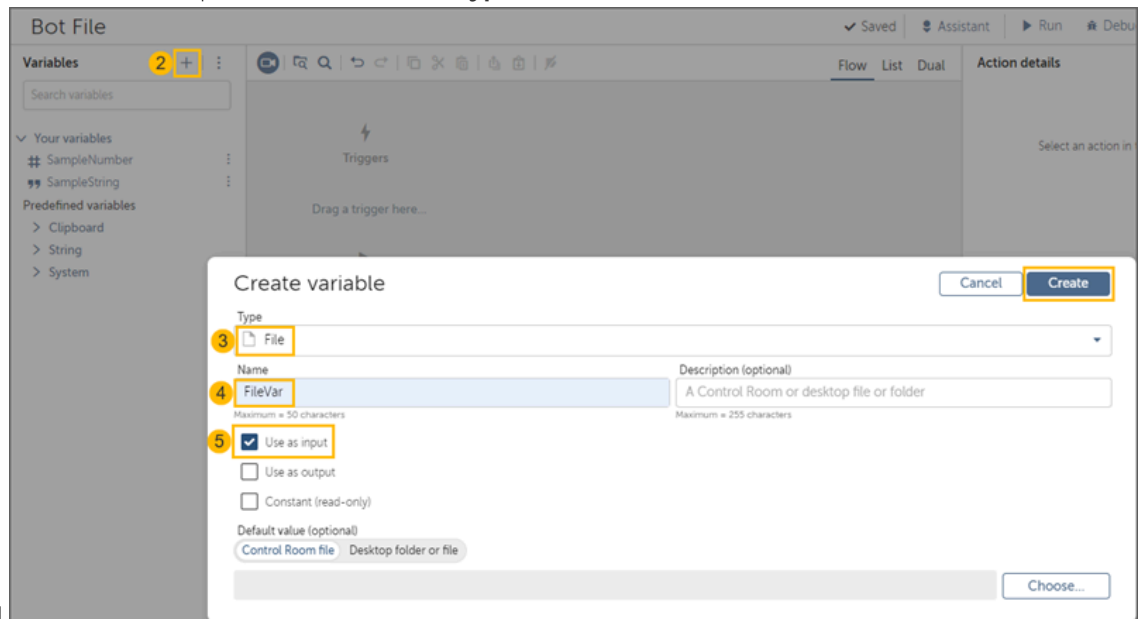 Bot File
Saved Assistant Run Debu
Variables 2 +
Flow List Dual Action details
Search variables
Your variables
SampleNumber
SampleString
Predefined variables
Clipboard
String
System
Triggers
Drag a trigger here...
Select an action in
Create variable Cancel Create
Type
3 File
Name Description (optional)
4 FileVar A Control Room or desktop file or folder
Maximum = 50 characters Maximum = 255 characters
5 Use as input
Use as output
Constant (read-only)
Default value (optional)
Control Room file Desktop folder or file
Choose...